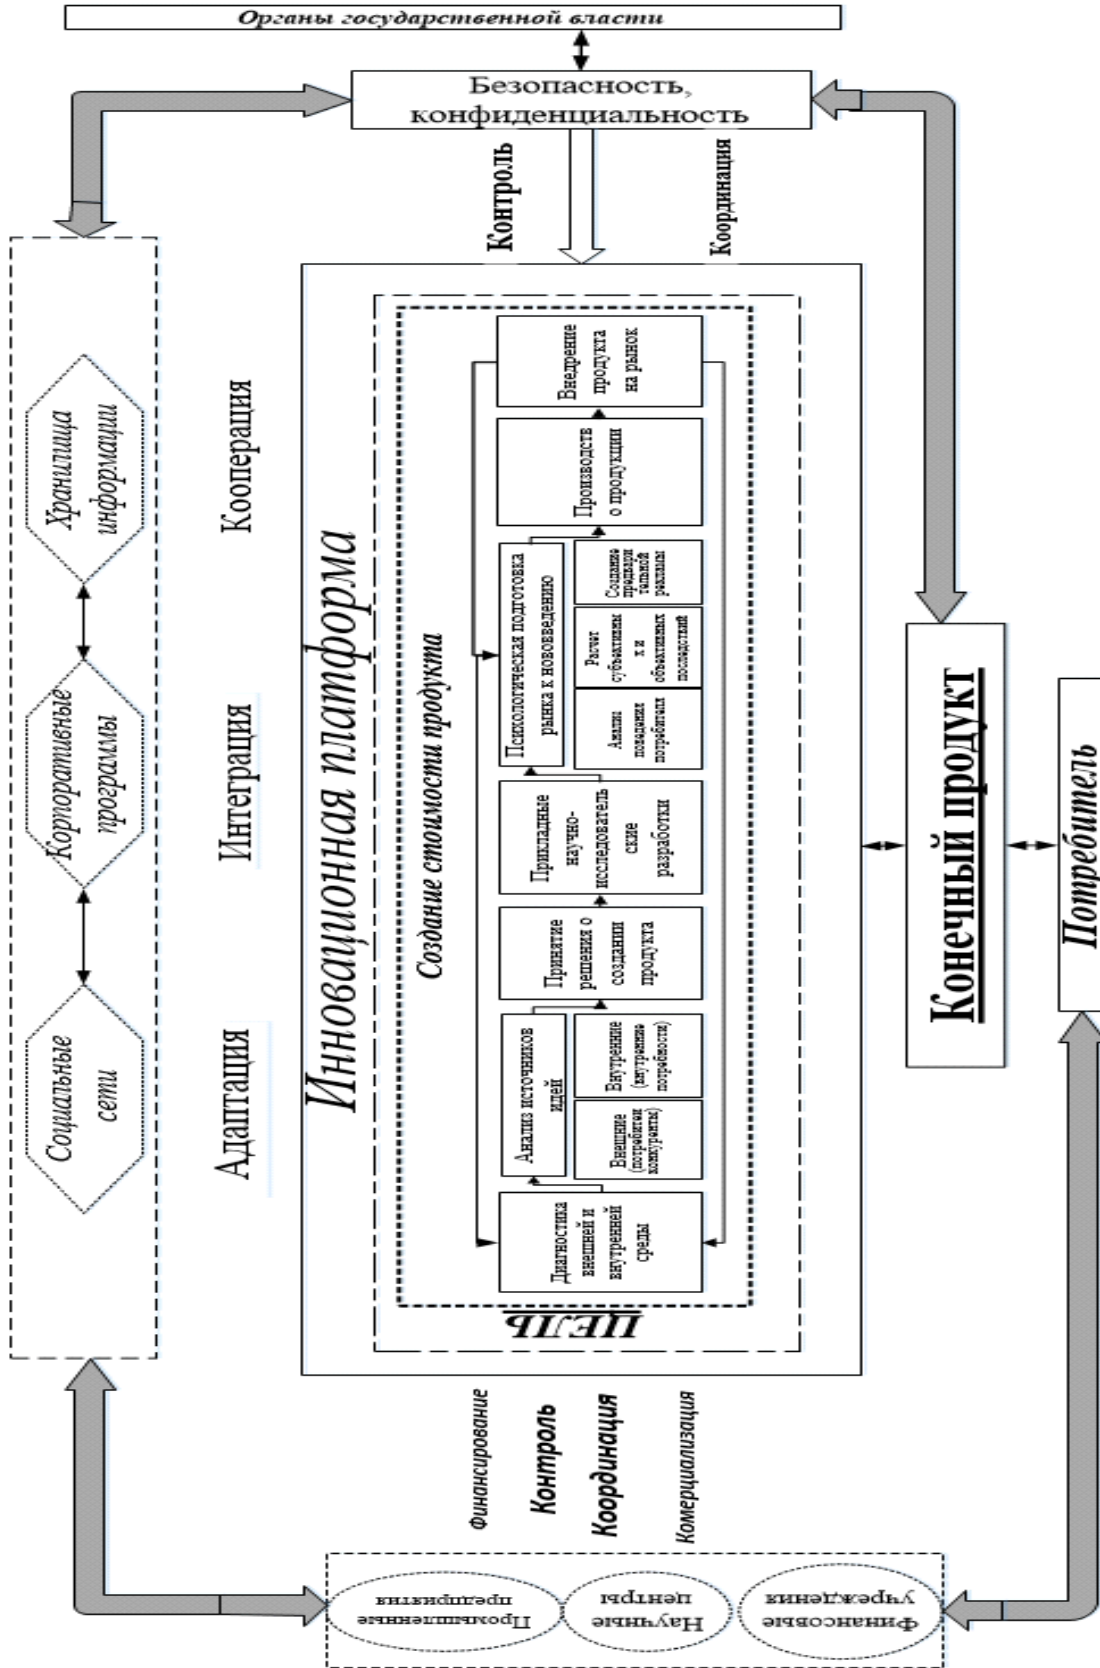 Органы государственной власти
Безопасность,
конфиденциальность
Контроль
Координация
Социальные
сети
Корпоративные
программы
Хранилища
информации
Адаптация
Интеграция
Кооперация
Инновационная платформа
Создание стоимости продукта
ЦЕЛЬ
Диагностика
внешней и
внутренней
среды
Анализ источников
идей
Внешние
(потребители
конкуренты)
Внутренние
(внутренние
потребности)
Принятие
решения о
создании
продукта
Прикладные
научно-
исследователь
ские
разработки
Психологическая подготовка
рынка к нововведению
Анализ
поведения
потребителя
Расчет
субъективны
х и
объективных
последствий
Создание
предвари
тельной
рекламы
Производств
о продукции
Внедрение
продукта
на рынок
Финансирование
Контроль
Координация
Комерциализация
Промышленные
предприятия
Научные
центры
Финансовые
учреждения
Конечный продукт
Потребитель